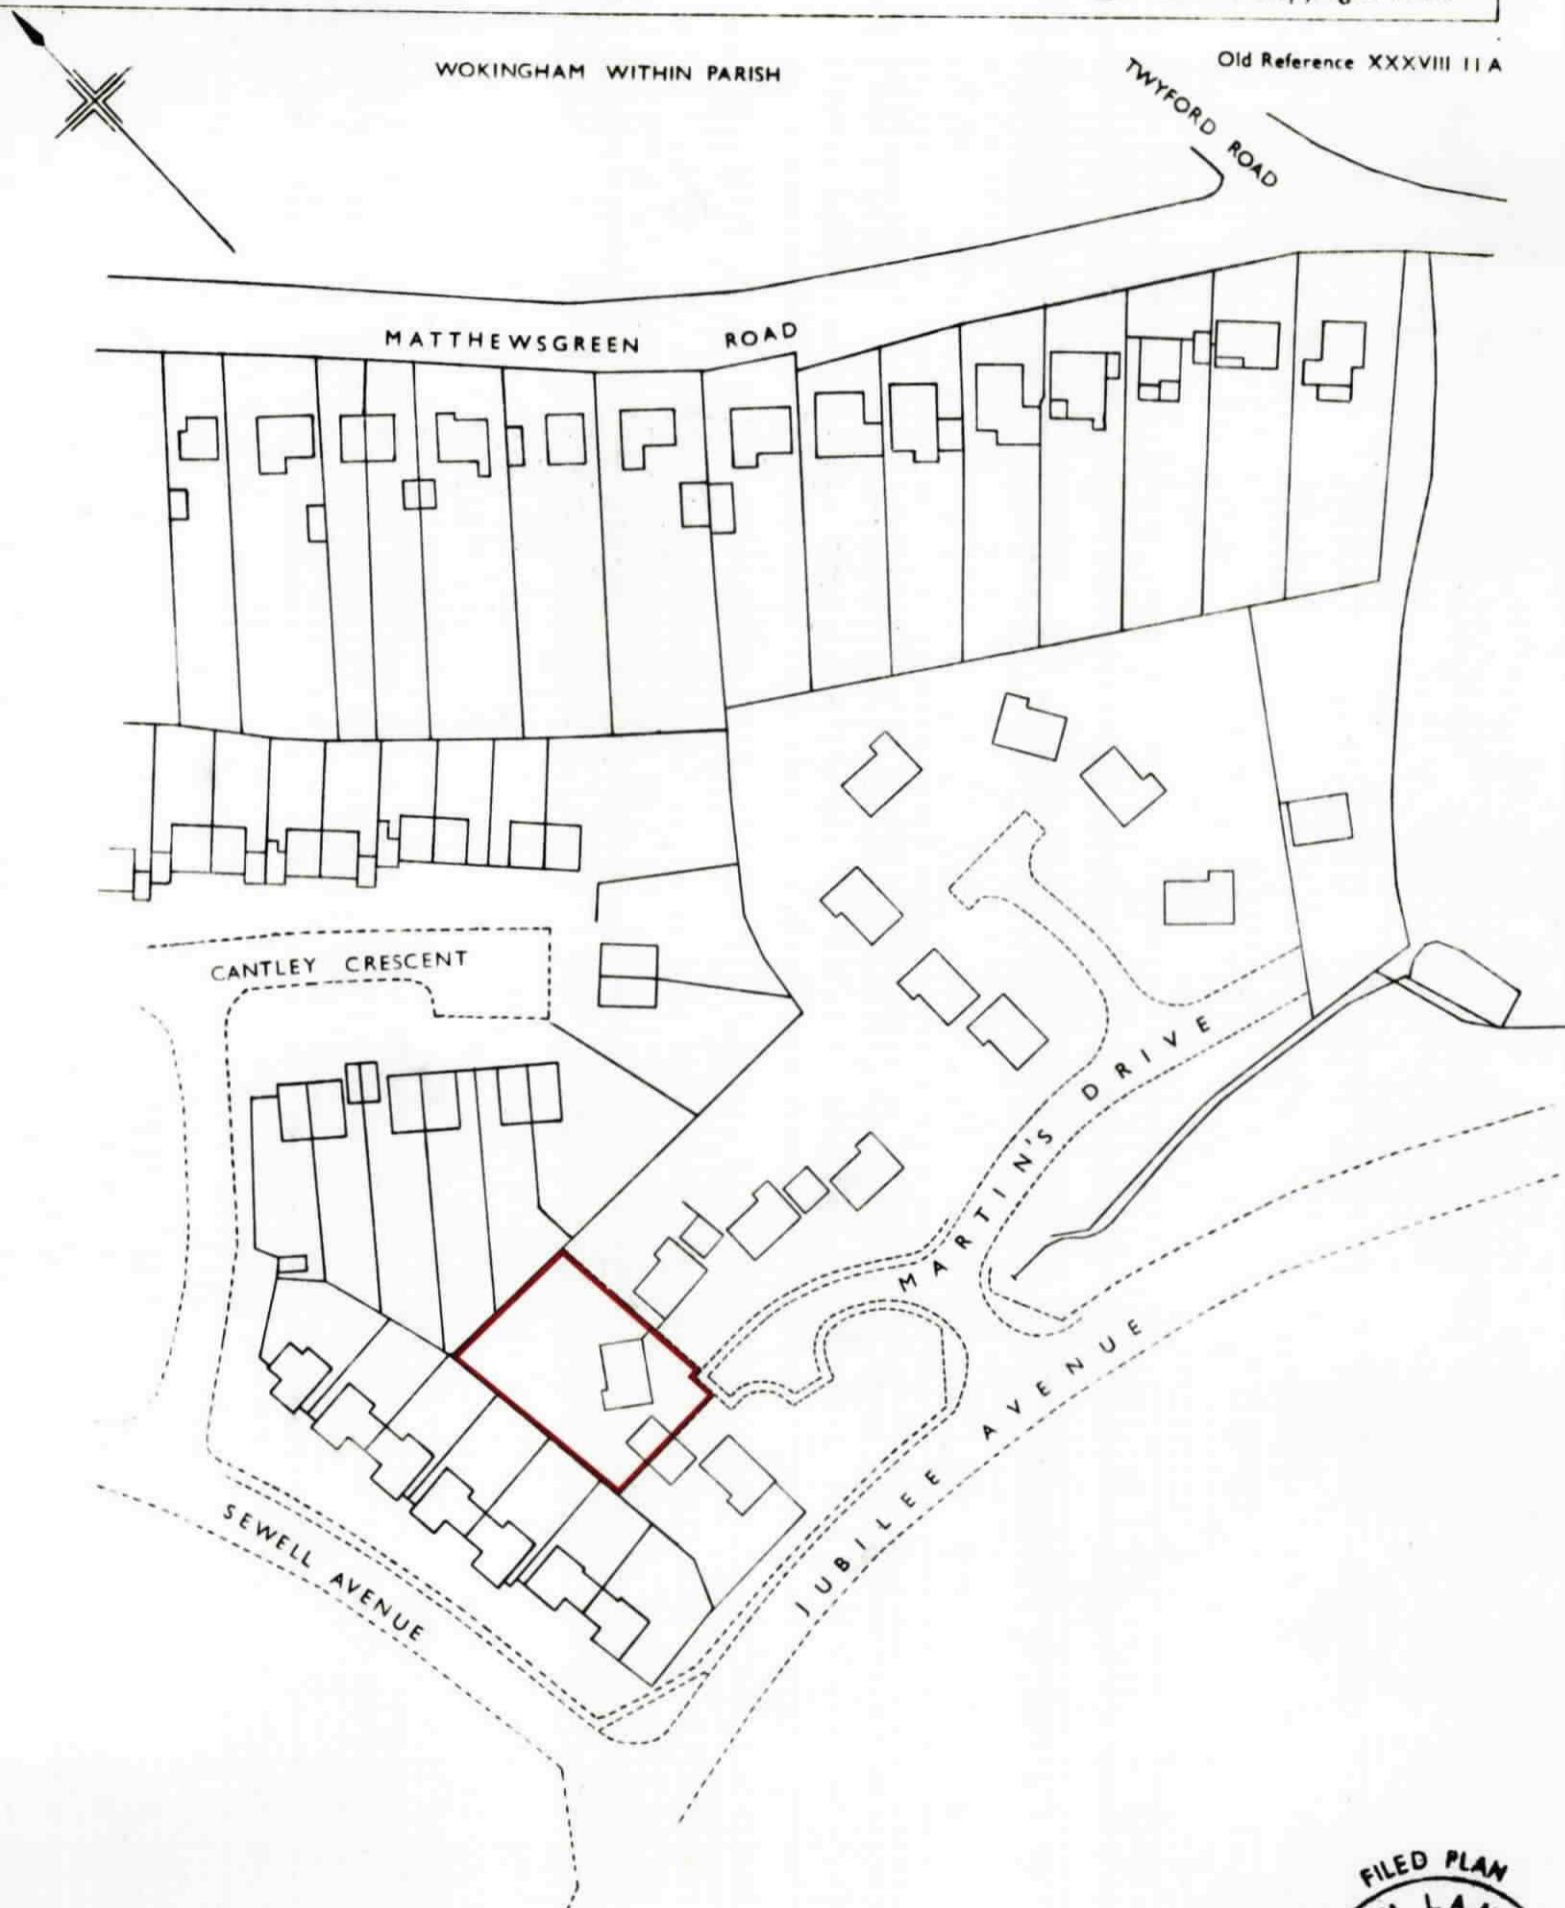 WOKINGHAM WITHIN PARISH
Old Reference XXXVIII 11 A
TWYFORD ROAD
MATTHEWSGREEN ROAD
CANTLEY CRESCENT
MARTIN'S DRIVE
JUBILEE AVENUE
SEWELL AVENUE
FILED PLAN